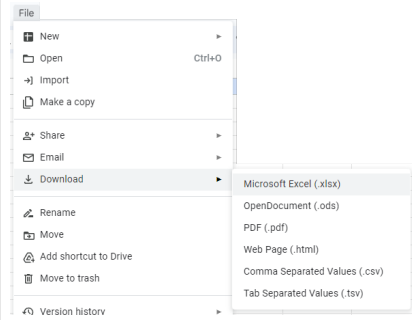 File
New
Open Ctrl+O
Import
Make a copy
Share
Email
Download
Microsoft Excel (.xlsx)
OpenDocument (.ods)
PDF (.pdf)
Web Page (.html)
Comma Separated Values (.csv)
Tab Separated Values (.tsv)
Rename
Move
Add shortcut to Drive
Move to trash
Version history